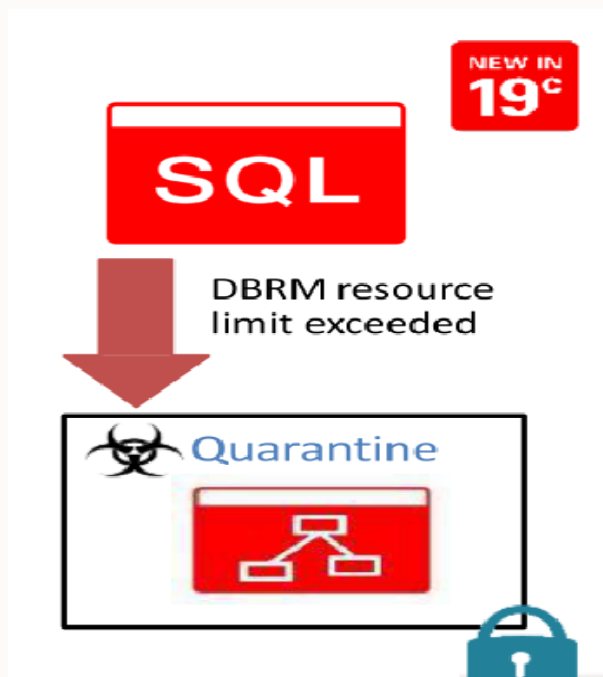 NEW IN
19c
SQL
DBRM resource
limit exceeded
Quarantine